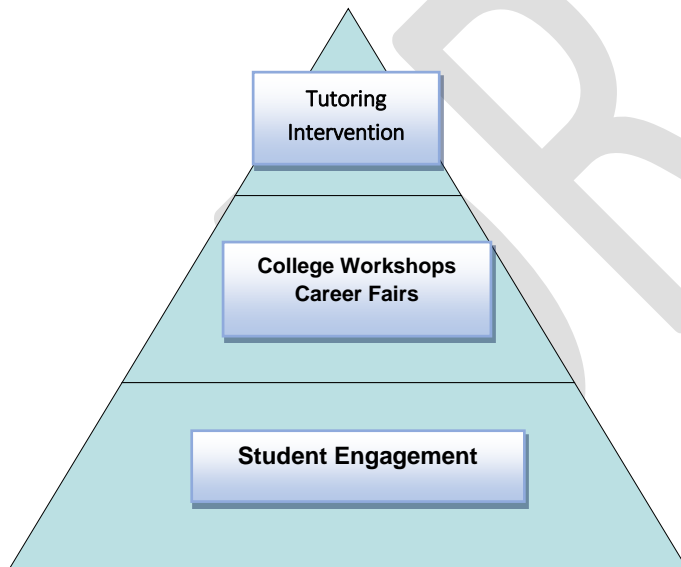 Tutoring
Intervention
College Workshops
Career Fairs
Student Engagement